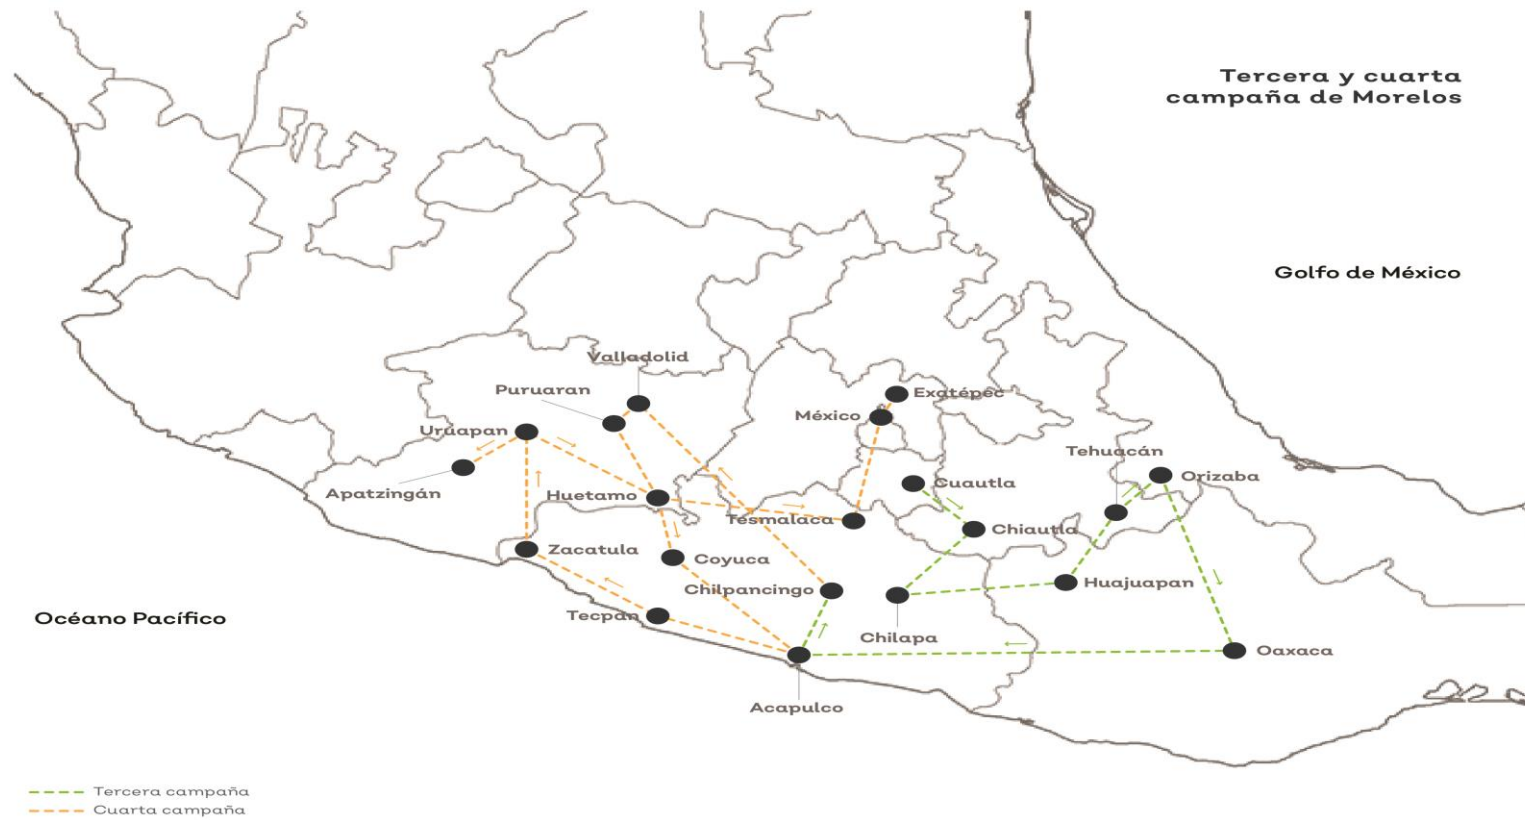 Tercera y cuarta
campaña de Morelos
Golfo de México
Valladolid
Puruaran
Exatépec
México
Uruapan
Tehuacán
Orizaba
Cuautla
Apatzingán
Huetamo
Tesmalaca
Chiautla
Zacatula
Coyuca
Huajuapan
Chilpancingo
Tecpan
Océano Pacífico
Chilapa
Oaxaca
Acapulco
Tercera campaña
Cuarta campaña